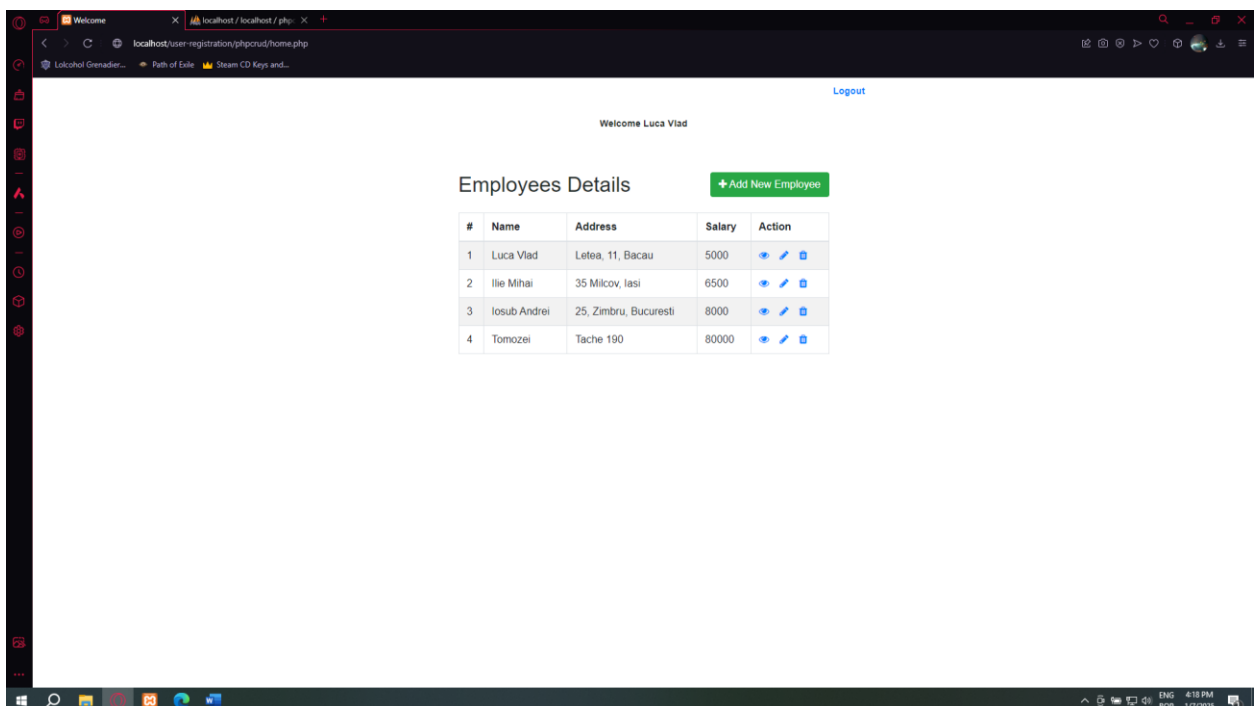 Welcome
localhost / localhost / php
localhost/user-registration/phpcrud/home.php
Lolcohol Grenadier... Path of Exile Steam CD Keys and...
Logout
Welcome Luca Vlad
Employees Details
Add New Employee
# Name Address Salary Action
1 Luca Vlad Letea, 11, Bacau 5000
2 Ilie Mihai 35 Milcov, Iasi 6500
3 Iosub Andrei 25, Zimbru, Bucuresti 8000
4 Tomozei Tache 190 80000
ENG 4:18 PM